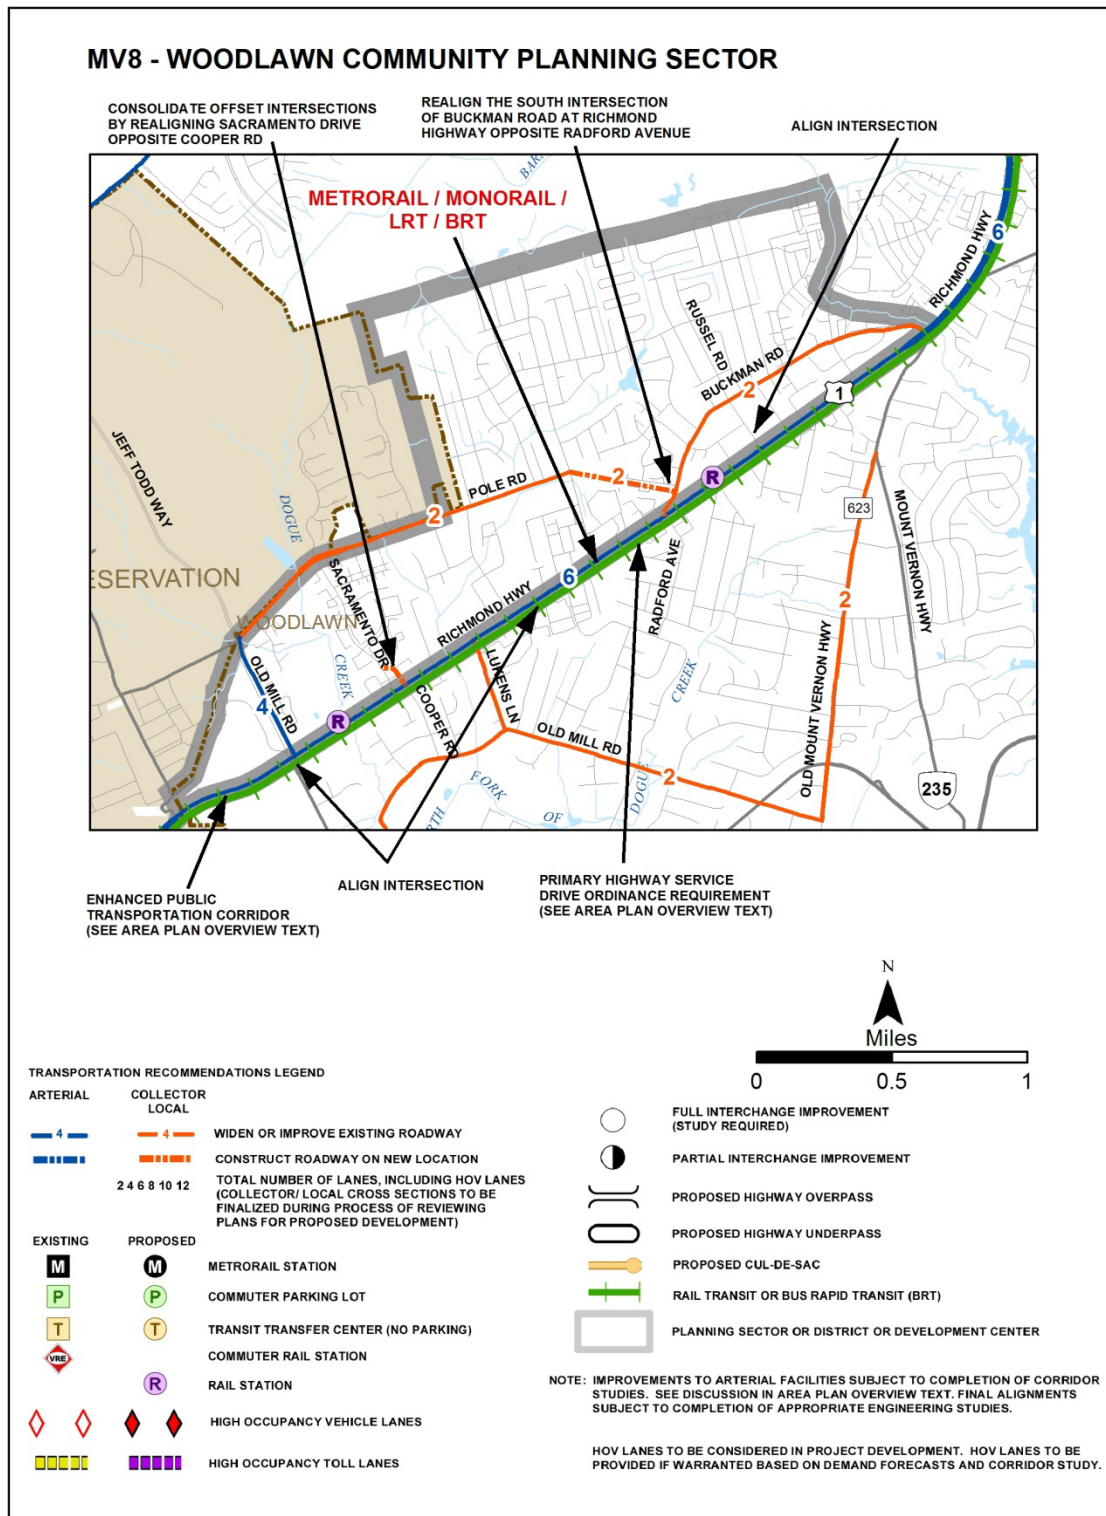 MV8 - WOODLAWN COMMUNITY PLANNING SECTOR
CONSOLIDATE OFFSET INTERSECTIONS
BY REALIGNING SACRAMENTO DRIVE
OPPOSITE COOPER RD
REALIGN THE SOUTH INTERSECTION
OF BUCKMAN ROAD AT RICHMOND
HIGHWAY OPPOSITE RADFORD AVENUE
ALIGN INTERSECTION
METRORAIL / MONORAIL /
LRT / BRT
BAR
RICHMOND HWY
6
RUSSEL RD
BUCKMAN RD
2
1
JEFF TODD WAY
DOGUE
POLE RD
2
2
R
623
MOUNT VERNON HWY
ESERVATION
WOODLAWN
SACRAMENTO DR
RICHMOND HWY
6
RADFORD AVE
2
OLD MILL RD
4
CREEK
R
COOPER RD
LUKENS LN
OLD MILL RD
2
CREEK
DOGUE
OLD MOUNT VERNON HWY
235
RTH
FORK
OF
ENHANCED PUBLIC
TRANSPORTATION CORRIDOR
(SEE AREA PLAN OVERVIEW TEXT)
ALIGN INTERSECTION
PRIMARY HIGHWAY SERVICE
DRIVE ORDINANCE REQUIREMENT
(SEE AREA PLAN OVERVIEW TEXT)
N
Miles
0 0.5 1
TRANSPORTATION RECOMMENDATIONS LEGEND
ARTERIAL COLLECTOR
LOCAL
4 4 WIDEN OR IMPROVE EXISTING ROADWAY
CONSTRUCT ROADWAY ON NEW LOCATION
2 4 6 8 10 12 TOTAL NUMBER OF LANES, INCLUDING HOV LANES
(COLLECTOR/ LOCAL CROSS SECTIONS TO BE
FINALIZED DURING PROCESS OF REVIEWING
PLANS FOR PROPOSED DEVELOPMENT)
EXISTING PROPOSED
M M METRORAIL STATION
P P COMMUTER PARKING LOT
T T TRANSIT TRANSFER CENTER (NO PARKING)
VRE COMMUTER RAIL STATION
R RAIL STATION
HIGH OCCUPANCY VEHICLE LANES
HIGH OCCUPANCY TOLL LANES
FULL INTERCHANGE IMPROVEMENT
(STUDY REQUIRED)
PARTIAL INTERCHANGE IMPROVEMENT
PROPOSED HIGHWAY OVERPASS
PROPOSED HIGHWAY UNDERPASS
PROPOSED CUL-DE-SAC
RAIL TRANSIT OR BUS RAPID TRANSIT (BRT)
PLANNING SECTOR OR DISTRICT OR DEVELOPMENT CENTER
NOTE: IMPROVEMENTS TO ARTERIAL FACILITIES SUBJECT TO COMPLETION OF CORRIDOR
STUDIES. SEE DISCUSSION IN AREA PLAN OVERVIEW TEXT. FINAL ALIGNMENTS
SUBJECT TO COMPLETION OF APPROPRIATE ENGINEERING STUDIES.
HOV LANES TO BE CONSIDERED IN PROJECT DEVELOPMENT. HOV LANES TO BE
PROVIDED IF WARRANTED BASED ON DEMAND FORECASTS AND CORRIDOR STUDY.